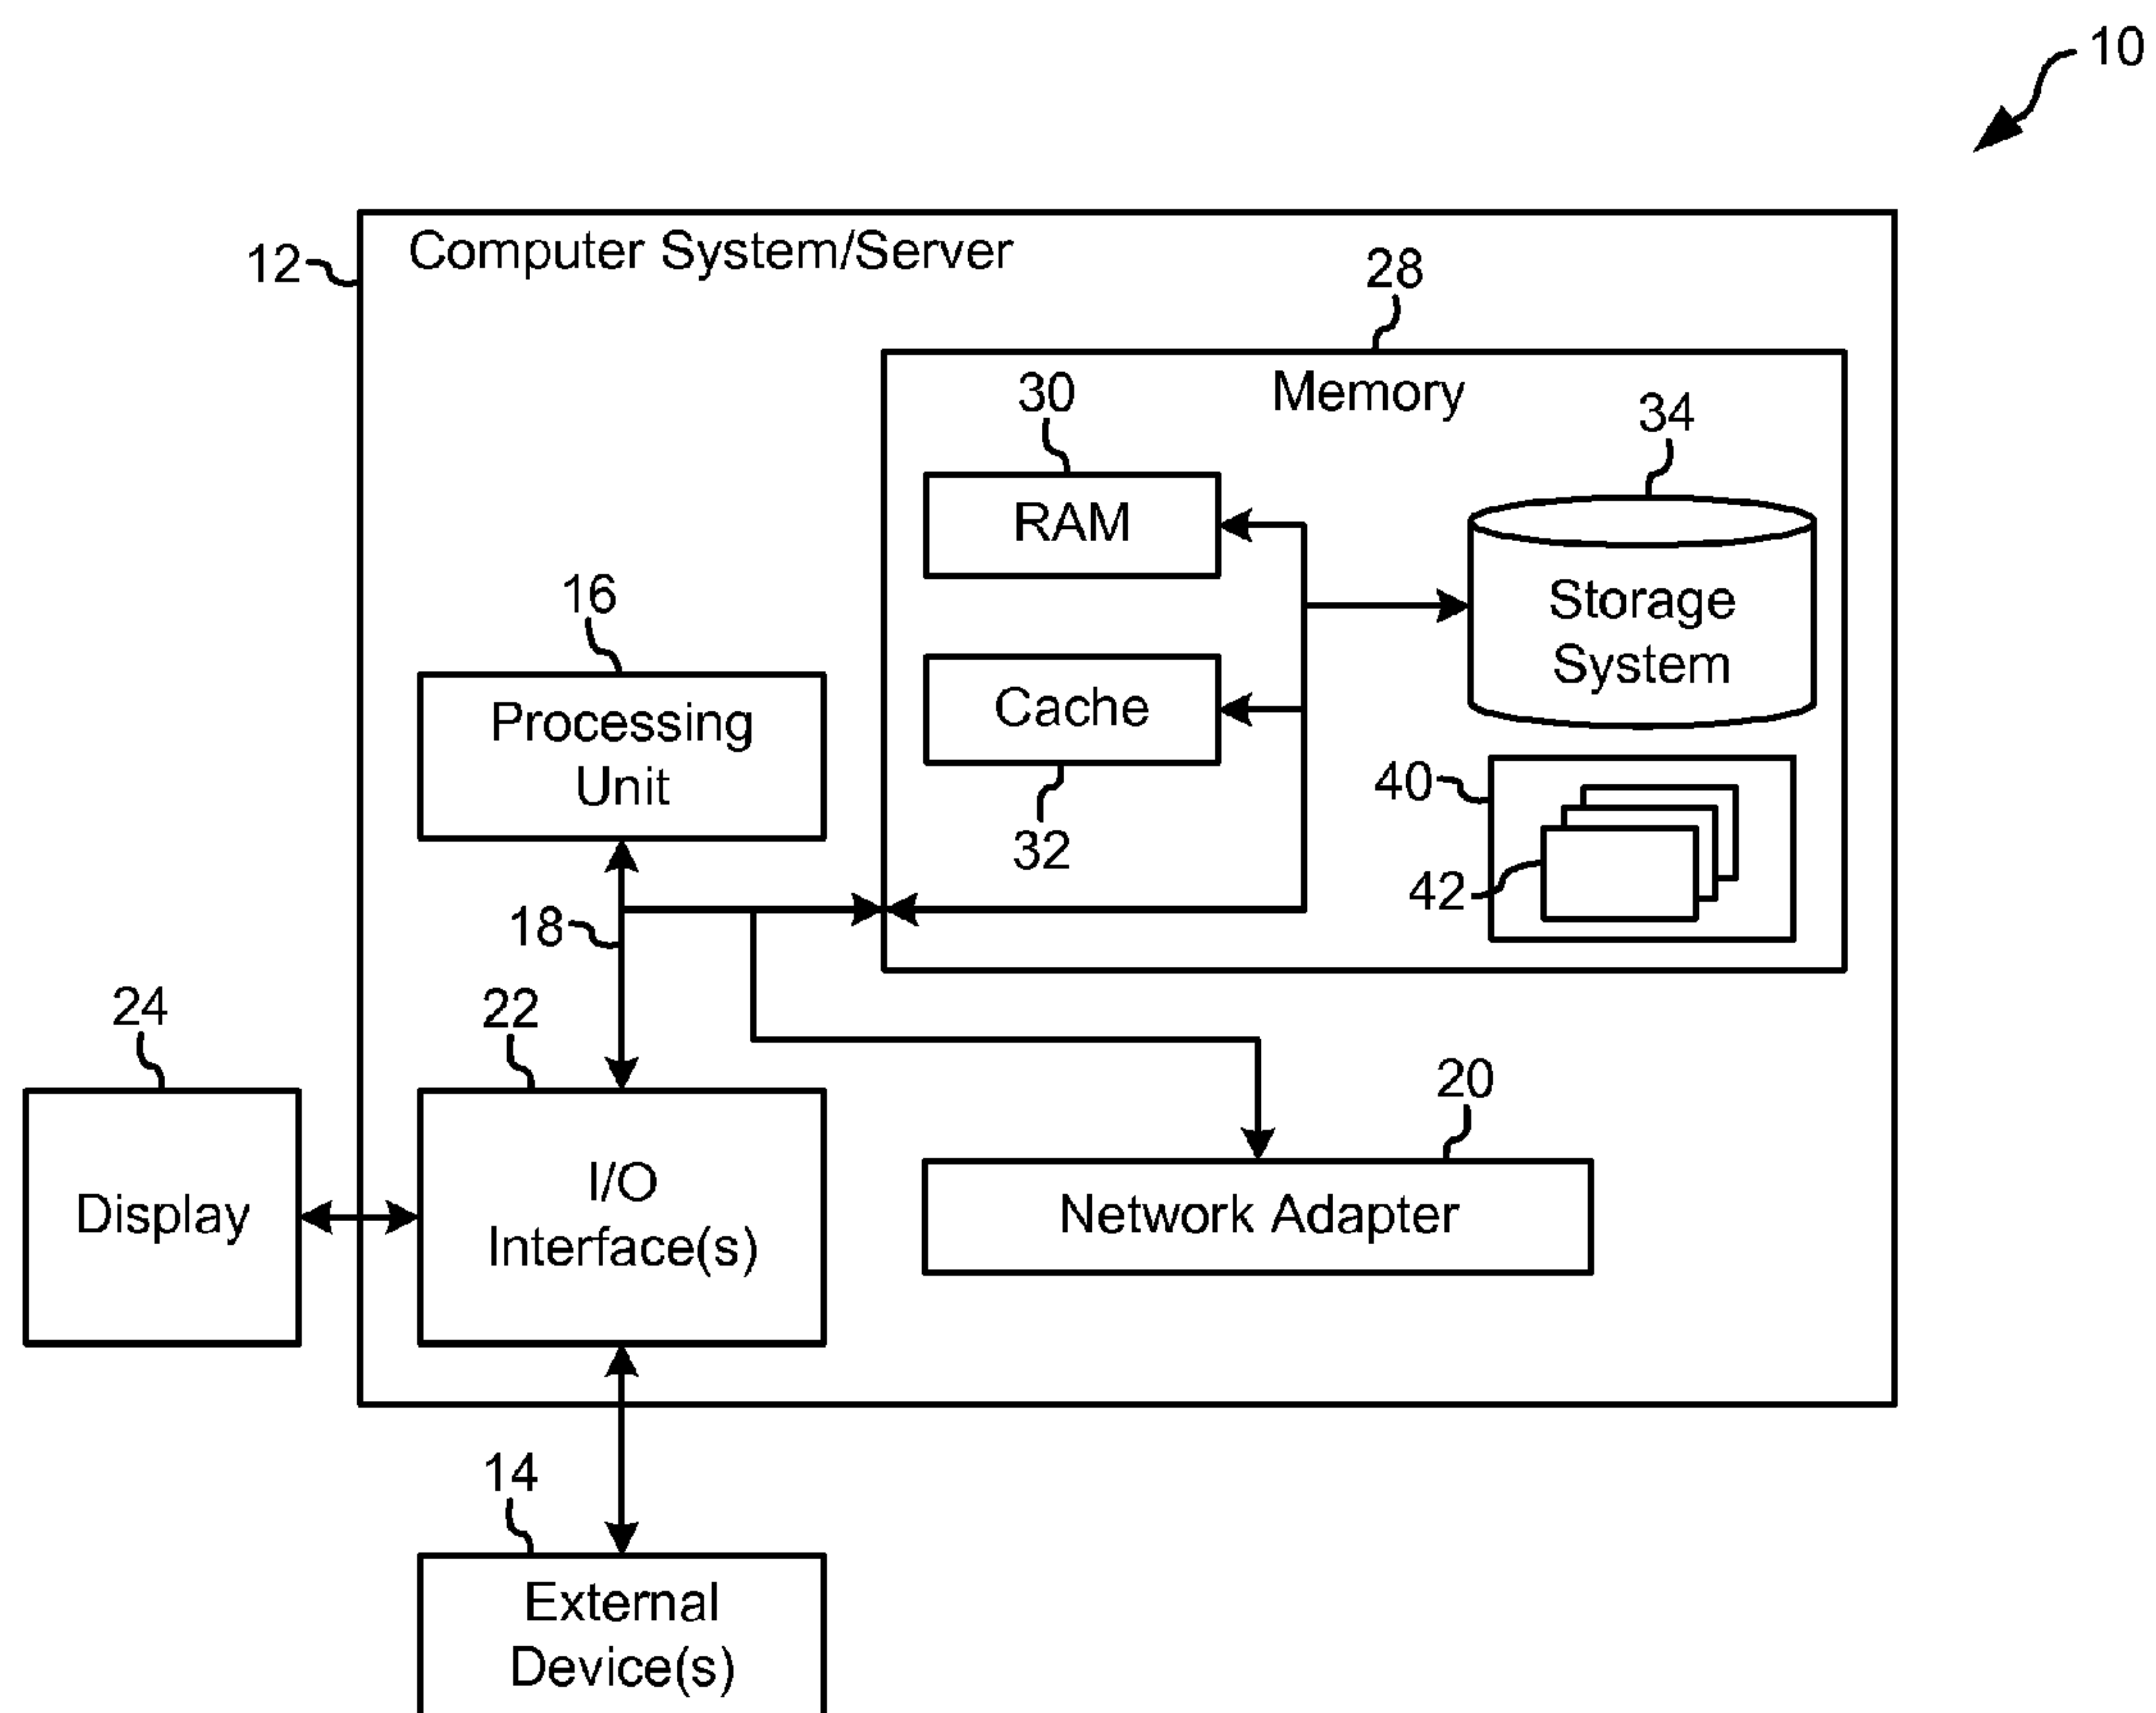 10
12
Computer System/Server
28
Memory
30
34
RAM
Storage
System
16
Processing
Unit
Cache
32
40
42
18
24
22
20
Display
I/O
Interface(s)
Network Adapter
14
External
Device(s)